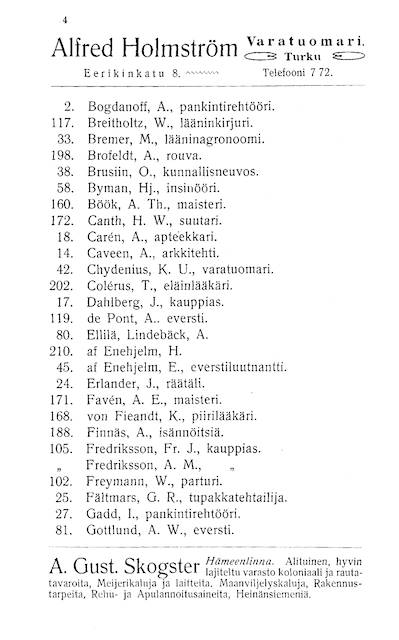 4
Alfred Holmström Varatuomari.
Turku
Eerikinkatu 8. Telefooni 7 72.
2. Bogdanoff, A., pankintirehtööri.
117. Breitholtz, W., lääninkirjuri.
33. Bremer, M., lääninagronoomi.
198. Brofeldt, A., rouva.
38. Brusiin, O., kunnallisneuvos.
58. Byman, Hj., insinööri.
160. Böök, A. Th., maisteri.
172. Canth, H. W., suutari.
18. Carén, A., apteekkari.
14. Caveen, A., arkkitehti.
42. Chydenius, K. U., varatuomari.
202. Colérus, T., eläinlääkäri.
17. Dahlberg, J., kauppias.
119. de Pont, A.. eversti.
80. Ellilä, Lindebäck, A.
210. af Enehjelm, H.
45. af Enehjelm, E., everstiluutnantti.
24. Erlander, J., räätäli.
171. Favén, A. E., maisteri.
168. von Fieandt, K., piirilääkäri.
188. Finnäs, A., isännöitsiä.
105. Fredriksson, Fr. J., kauppias.
„ Fredriksson, A. M., „
102. Freymann, W., parturi.
25. Fältmars, G. R., tupakkatehtailija.
27. Gadd, I., pankintirehtööri.
81. Gottlund, A. W., eversti.
A. Gust. Skogster Hämeenlinna. Alituinen, hyvin
lajiteltu varasto koloniaali ja rauta-
tavaroita, Meijerikaluja ja laitteita, Maanviljelyskaluja, Rakennus-
tarpeita, Rehu- ja Apulannoitusaineita, Heinänsiemeniä.